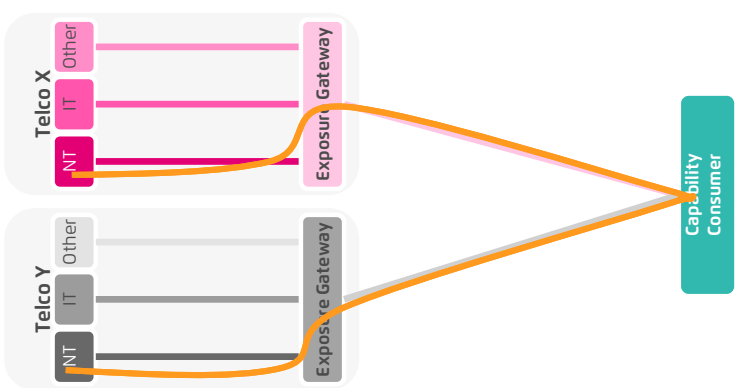 Telco X
Other
IT
NT
Exposure Gateway
Telco Y
Other
IT
NT
Exposure Gateway
Capability
Consumer